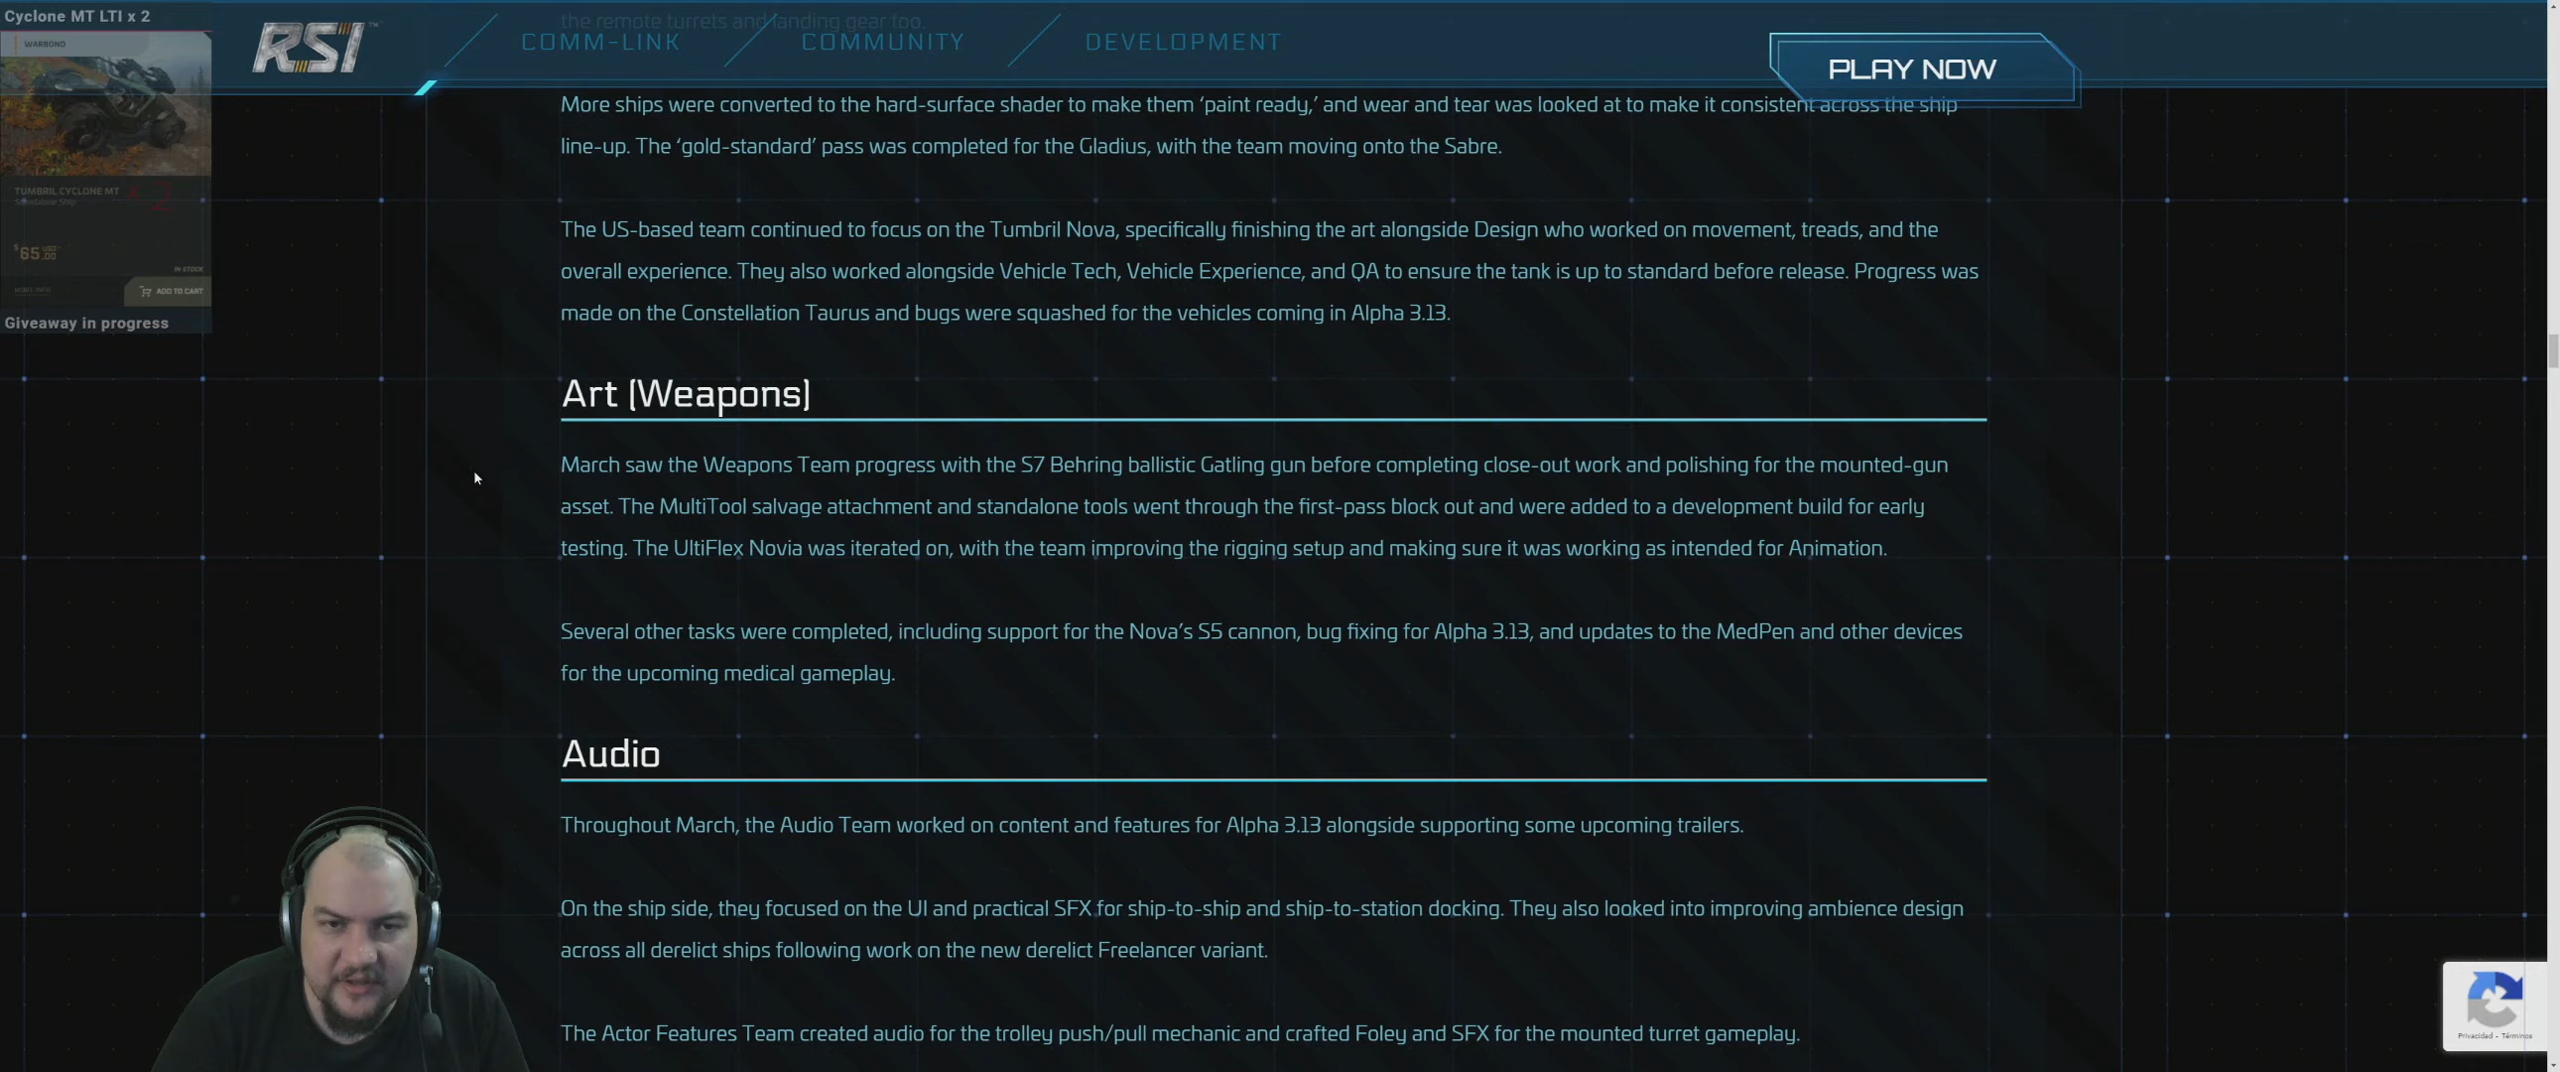 Cyclone MT LTI x 2
WARBOND
TUMBRIL CYCLONE MT
Standalone Ship
x 2
$65.00 USD
IN STOCK
MORE INFO
ADD TO CART
Giveaway in progress
RSI
COMM-LINK
COMMUNITY
DEVELOPMENT
PLAY NOW
the remote turrets and landing gear too.
More ships were converted to the hard-surface shader to make them ‘paint ready,’ and wear and tear was looked at to make it consistent across the ship
line-up. The ‘gold-standard’ pass was completed for the Gladius, with the team moving onto the Sabre.
The US-based team continued to focus on the Tumbril Nova, specifically finishing the art alongside Design who worked on movement, treads, and the
overall experience. They also worked alongside Vehicle Tech, Vehicle Experience, and QA to ensure the tank is up to standard before release. Progress was
made on the Constellation Taurus and bugs were squashed for the vehicles coming in Alpha 3.13.
Art (Weapons)
March saw the Weapons Team progress with the S7 Behring ballistic Gatling gun before completing close-out work and polishing for the mounted-gun
asset. The MultiTool salvage attachment and standalone tools went through the first-pass block out and were added to a development build for early
testing. The UltiFlex Novia was iterated on, with the team improving the rigging setup and making sure it was working as intended for Animation.
Several other tasks were completed, including support for the Nova’s S5 cannon, bug fixing for Alpha 3.13, and updates to the MedPen and other devices
for the upcoming medical gameplay.
Audio
Throughout March, the Audio Team worked on content and features for Alpha 3.13 alongside supporting some upcoming trailers.
On the ship side, they focused on the UI and practical SFX for ship-to-ship and ship-to-station docking. They also looked into improving ambience design
across all derelict ships following work on the new derelict Freelancer variant.
The Actor Features Team created audio for the trolley push/pull mechanic and crafted Foley and SFX for the mounted turret gameplay.
Privacidad - Términos